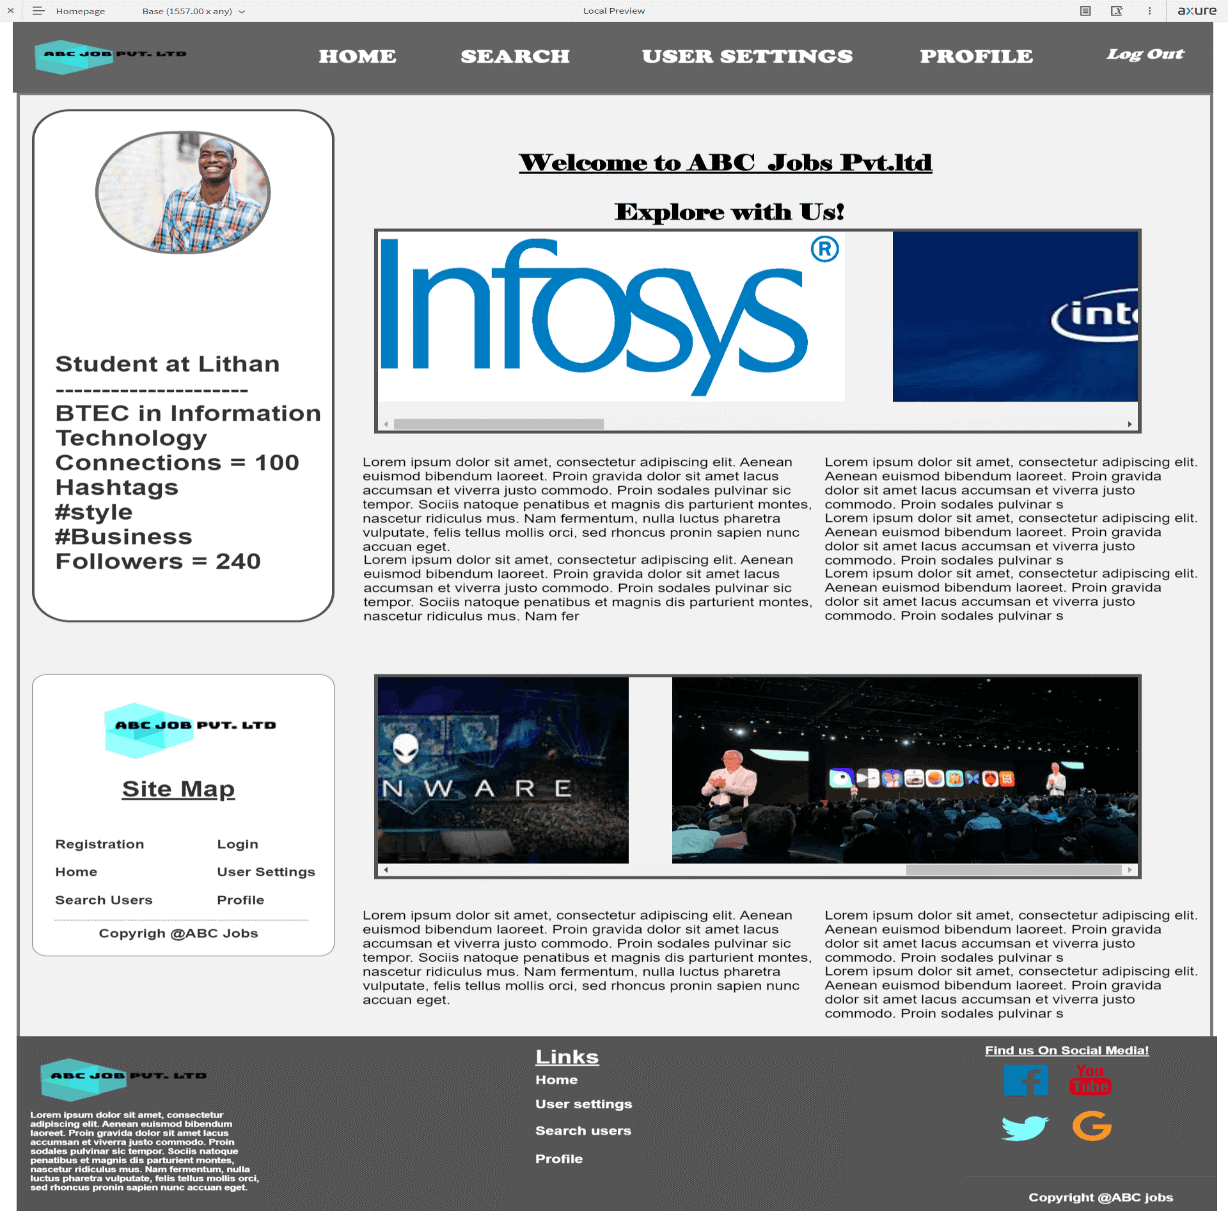 Homepage
Base (1557.00 x any)
Local Preview
axure
ABC JOB PVT. LTD
HOME
SEARCH
USER SETTINGS
PROFILE
Log Out
Student at Lithan
---------------------
BTEC in Information
Technology
Connections = 100
Hashtags
#style
#Business
Followers = 240
Welcome to ABC Jobs Pvt.ltd
Explore with Us!
Infosys ®
inte
Lorem ipsum dolor sit amet, consectetur adipiscing elit. Aenean
euismod bibendum laoreet. Proin gravida dolor sit amet lacus
accumsan et viverra justo commodo. Proin sodales pulvinar sic
tempor. Sociis natoque penatibus et magnis dis parturient montes,
nascetur ridiculus mus. Nam fermentum, nulla luctus pharetra
vulputate, felis tellus mollis orci, sed rhoncus pronin sapien nunc
accuan eget.
Lorem ipsum dolor sit amet, consectetur adipiscing elit. Aenean
euismod bibendum laoreet. Proin gravida dolor sit amet lacus
accumsan et viverra justo commodo. Proin sodales pulvinar sic
tempor. Sociis natoque penatibus et magnis dis parturient montes,
nascetur ridiculus mus. Nam fer
Lorem ipsum dolor sit amet, consectetur adipiscing elit.
Aenean euismod bibendum laoreet. Proin gravida
dolor sit amet lacus accumsan et viverra justo
commodo. Proin sodales pulvinar s
Lorem ipsum dolor sit amet, consectetur adipiscing elit.
Aenean euismod bibendum laoreet. Proin gravida
dolor sit amet lacus accumsan et viverra justo
commodo. Proin sodales pulvinar s
Lorem ipsum dolor sit amet, consectetur adipiscing elit.
Aenean euismod bibendum laoreet. Proin gravida
dolor sit amet lacus accumsan et viverra justo
commodo. Proin sodales pulvinar s
ABC JOB PVT. LTD
Site Map
Registration
Login
Home
User Settings
Search Users
Profile
Copyrigh @ABC Jobs
NWARE
Lorem ipsum dolor sit amet, consectetur adipiscing elit. Aenean
euismod bibendum laoreet. Proin gravida dolor sit amet lacus
accumsan et viverra justo commodo. Proin sodales pulvinar sic
tempor. Sociis natoque penatibus et magnis dis parturient montes,
nascetur ridiculus mus. Nam fermentum, nulla luctus pharetra
vulputate, felis tellus mollis orci, sed rhoncus pronin sapien nunc
accuan eget.
Lorem ipsum dolor sit amet, consectetur adipiscing elit.
Aenean euismod bibendum laoreet. Proin gravida
dolor sit amet lacus accumsan et viverra justo
commodo. Proin sodales pulvinar s
Lorem ipsum dolor sit amet, consectetur adipiscing elit.
Aenean euismod bibendum laoreet. Proin gravida
dolor sit amet lacus accumsan et viverra justo
commodo. Proin sodales pulvinar s
ABC JOB PVT. LTD
Lorem ipsum dolor sit amet, consectetur
adipiscing elit. Aenean euismod bibendum
laoreet. Proin gravida dolor sit amet lacus
accumsan et viverra justo commodo. Proin
sodales pulvinar sic tempor. Sociis natoque
penatibus et magnis dis parturient montes,
nascetur ridiculus mus. Nam fermentum, nulla
luctus pharetra vulputate, felis tellus mollis orci,
sed rhoncus pronin sapien nunc accuan eget.
Links
Home
User settings
Search users
Profile
Find us On Social Media!
You
Tube
Copyright @ABC jobs